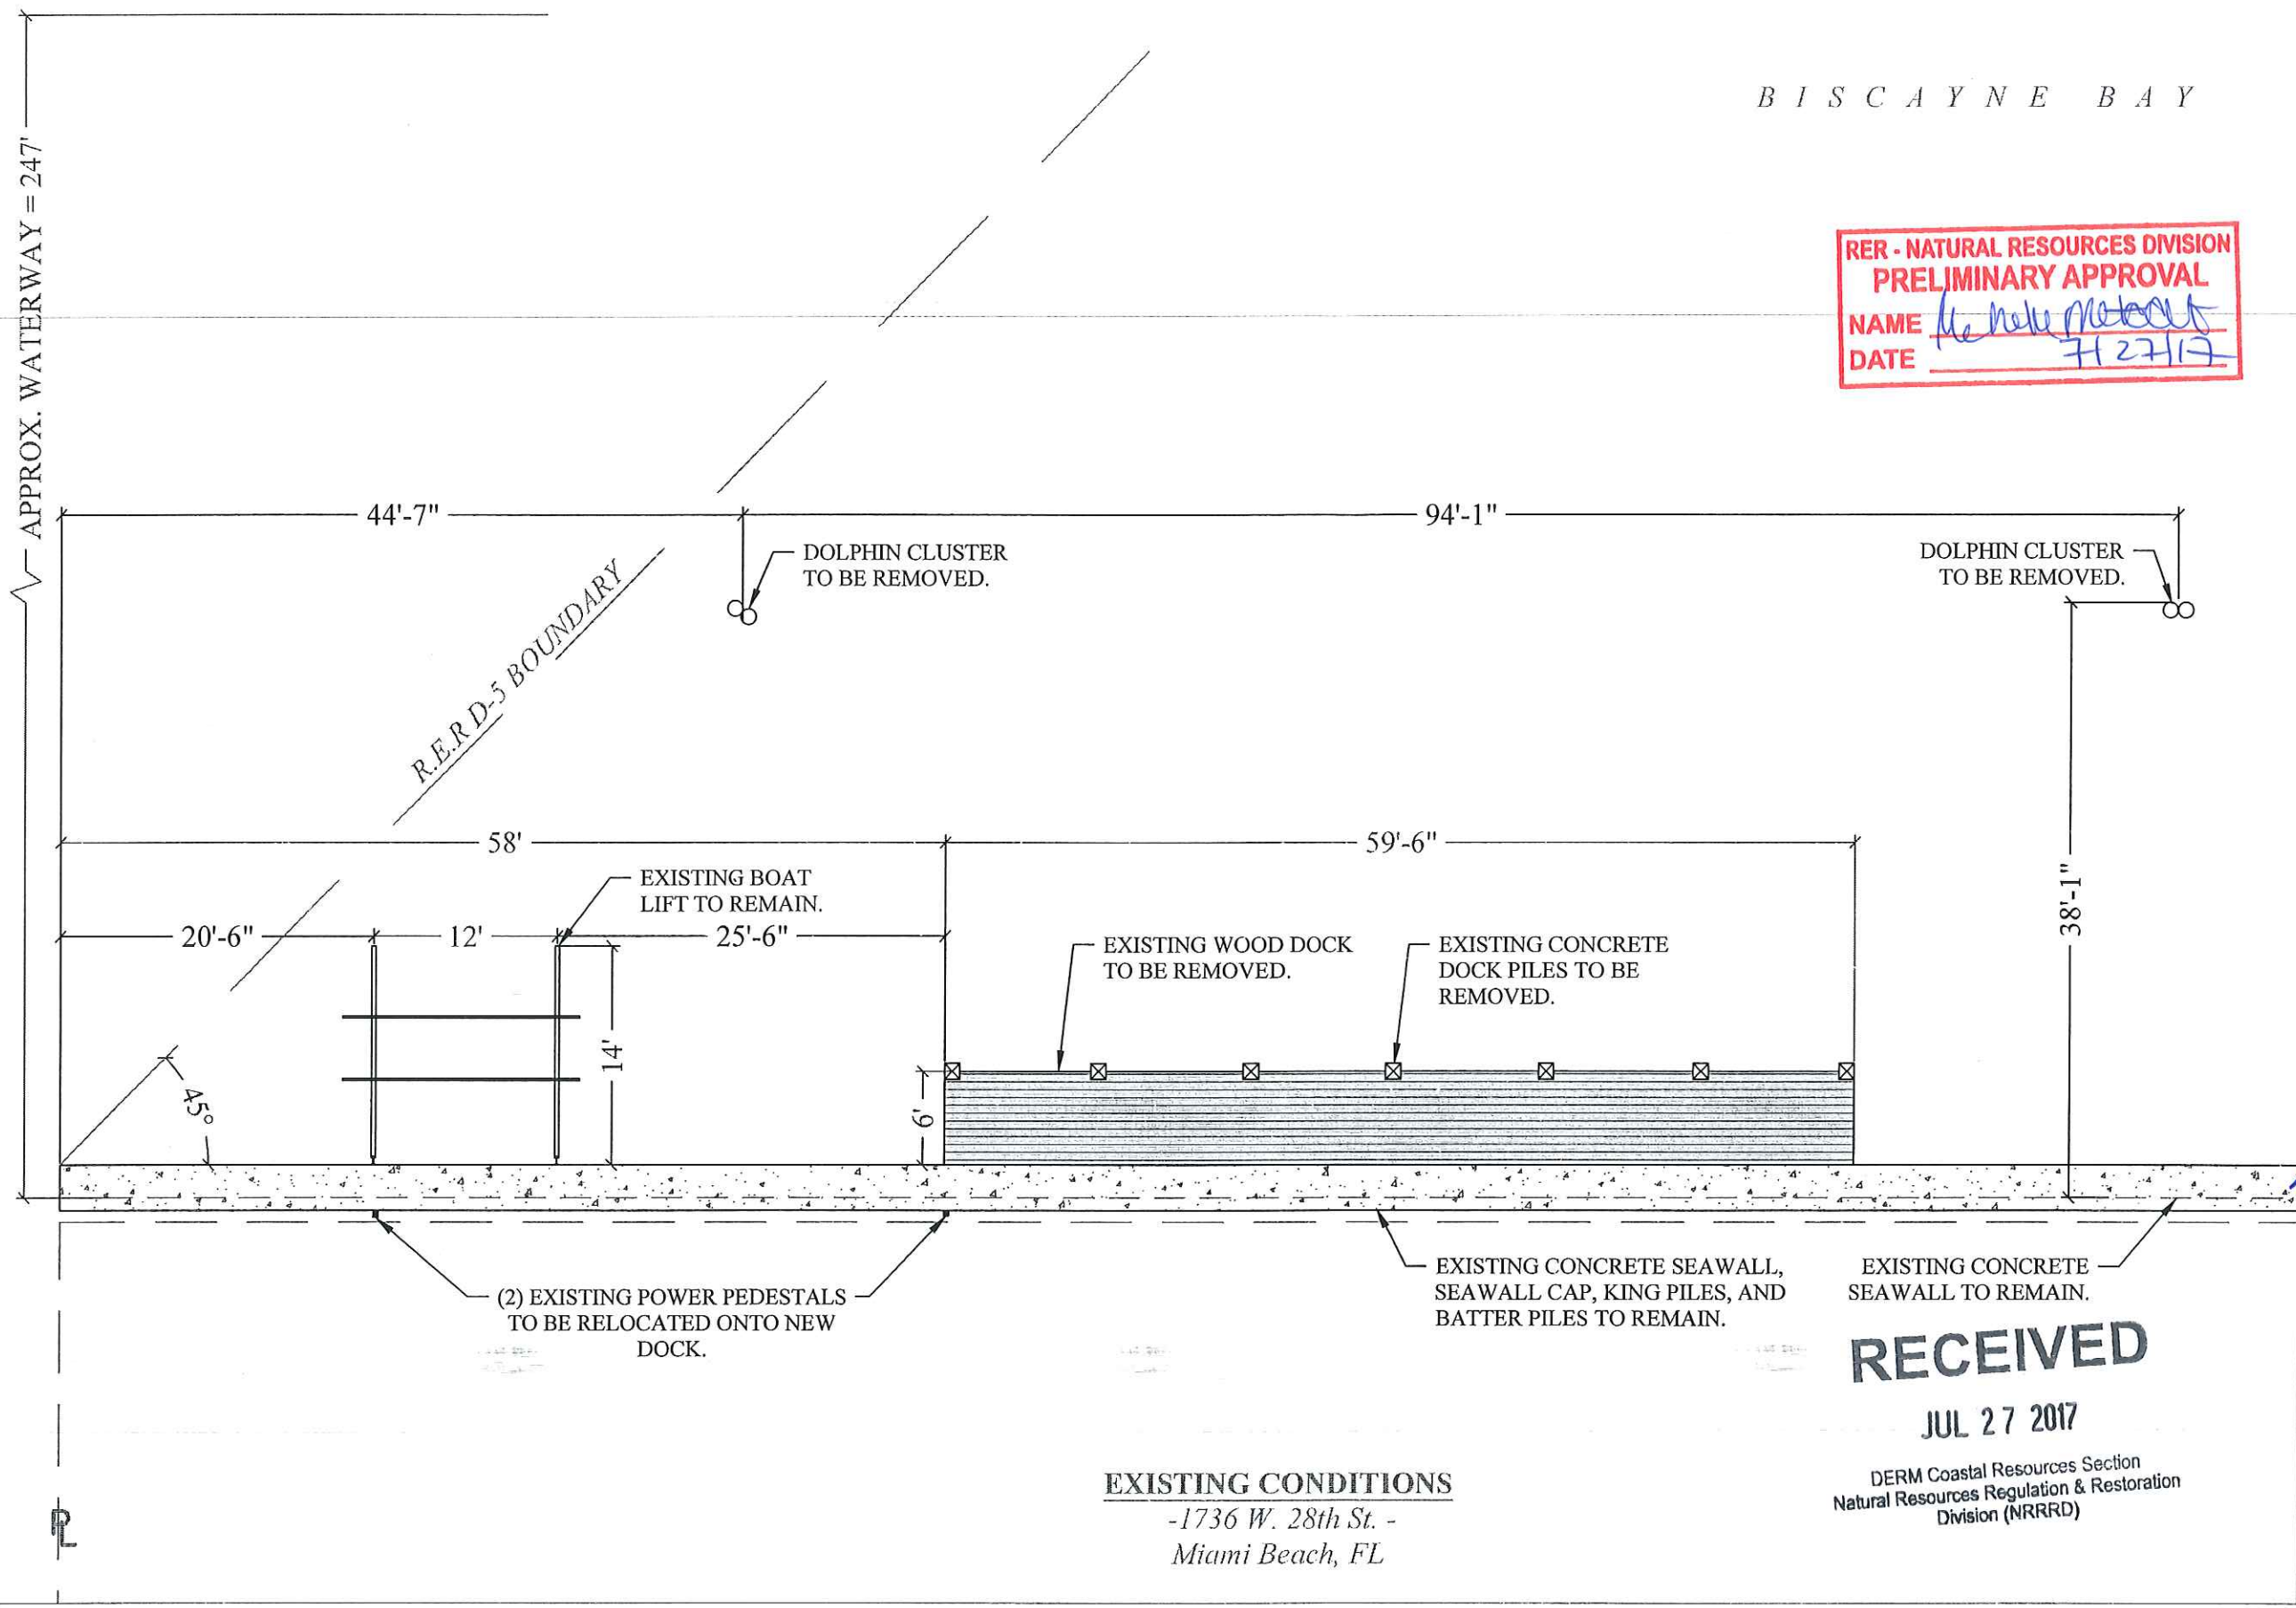 BISCAYNE BAY
APPROX. WATERWAY = 247'
RER - NATURAL RESOURCES DIVISION
PRELIMINARY APPROVAL
NAME
DATE 7/27/17
44'-7"
94'-1"
DOLPHIN CLUSTER
TO BE REMOVED.
DOLPHIN CLUSTER
TO BE REMOVED.
R.E.R D-5 BOUNDARY
58'
59'-6"
38'-1"
EXISTING BOAT
LIFT TO REMAIN.
20'-6"
12'
25'-6"
EXISTING WOOD DOCK
TO BE REMOVED.
EXISTING CONCRETE
DOCK PILES TO BE
REMOVED.
14'
45°
6'
(2) EXISTING POWER PEDESTALS
TO BE RELOCATED ONTO NEW
DOCK.
EXISTING CONCRETE SEAWALL,
SEAWALL CAP, KING PILES, AND
BATTER PILES TO REMAIN.
EXISTING CONCRETE
SEAWALL TO REMAIN.
RECEIVED
JUL 27 2017
DERM Coastal Resources Section
Natural Resources Regulation & Restoration
Division (NRRRD)
PL
EXISTING CONDITIONS
-1736 W. 28th St. -
Miami Beach, FL